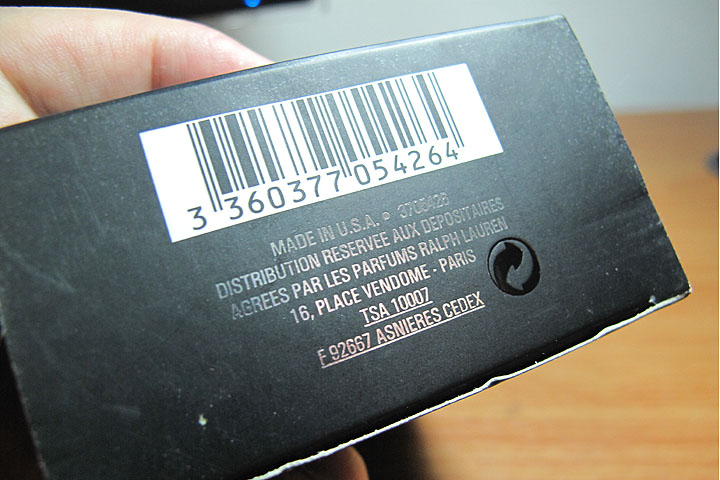 3 360377 054264
MADE IN U.S.A. • 3705428
DISTRIBUTION RESERVEE AUX DEPOSITAIRES
AGREES PAR LES PARFUMS RALPH LAUREN
16, PLACE VENDOME - PARIS
TSA 10007
F 92667 ASNIERES CEDEX